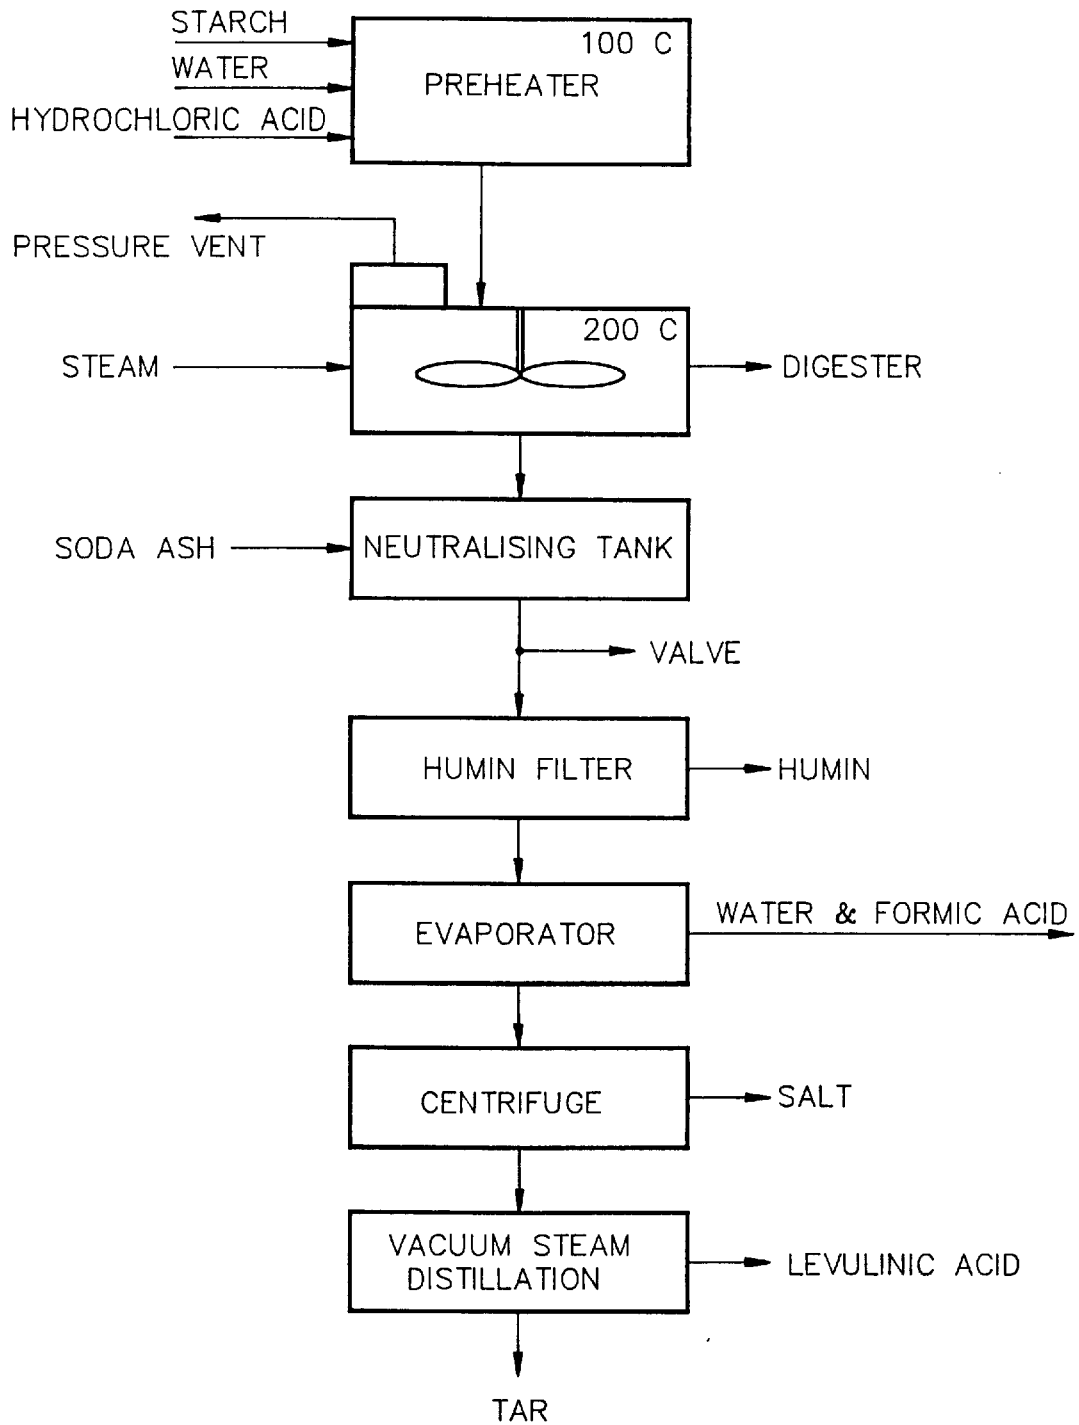 STARCH
100 C
WATER
PREHEATER
HYDROCHLORIC ACID
PRESSURE VENT
200 C
STEAM
DIGESTER
SODA ASH
NEUTRALISING TANK
VALVE
HUMIN FILTER
HUMIN
WATER & FORMIC ACID
EVAPORATOR
CENTRIFUGE
SALT
VACUUM STEAM
DISTILLATION
LEVULINIC ACID
TAR